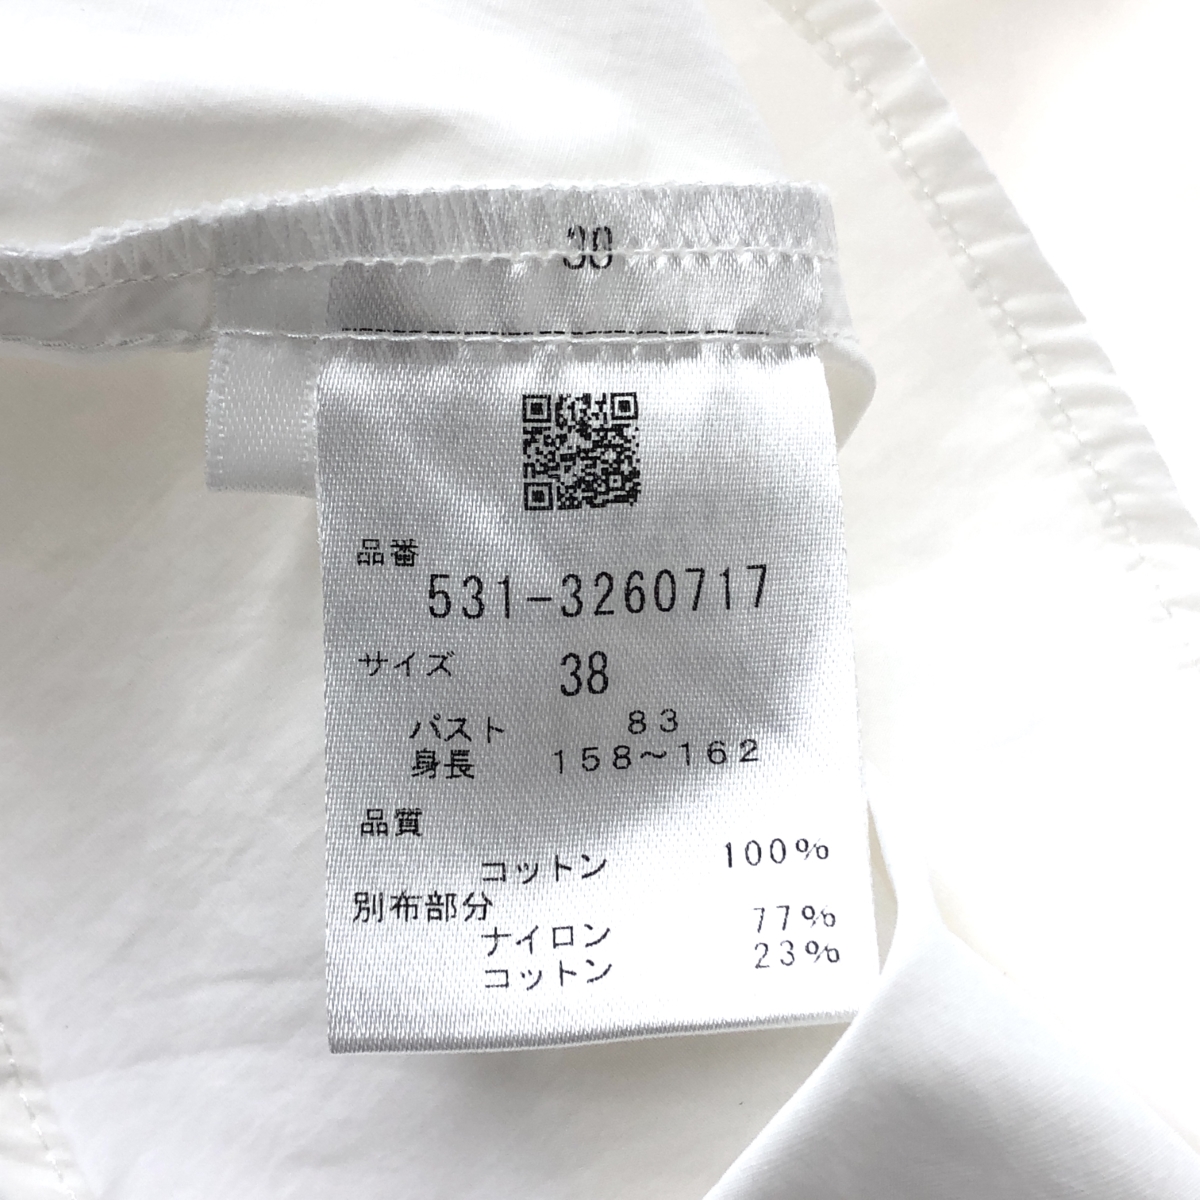 38
品番
531-3260717
サイズ 38
バスト 83
身長 158～162
品質
コットン 100%
別布部分
ナイロン 77%
コットン 23%